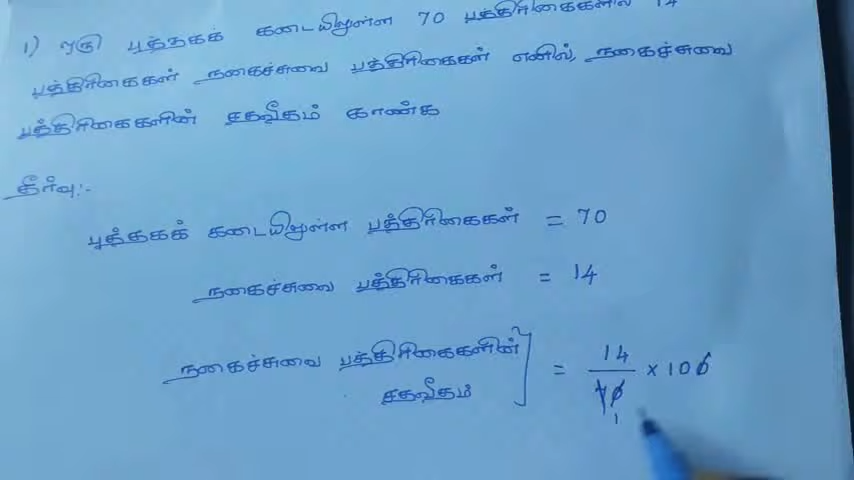 1) ஒரு புத்தகக் கடையிலுள்ள 70 பத்திரிகைகளில் 14
பத்திரிகைகள் நகைச்சுவை பத்திரிகைகள் எனில், நகைச்சுவை
பத்திரிகைகளின் சதவீதம் காண்க
தீர்வு:-
புத்தகக் கடையிலுள்ள பத்திரிகைகள் = 70
நகைச்சுவை பத்திரிகைகள் = 14
நகைச்சுவை பத்திரிகைகளின் சதவீதம் ] = 14/70 × 100
1